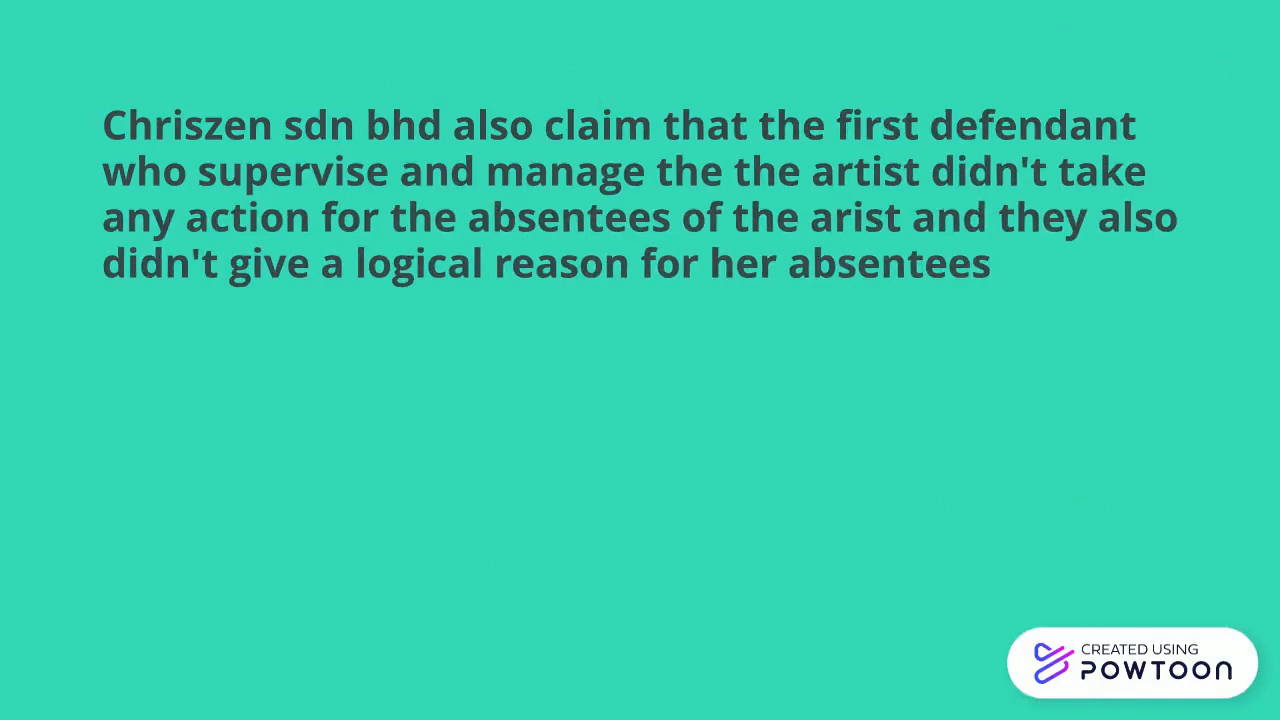 Chriszen sdn bhd also claim that the first defendant
who supervise and manage the the artist didn't take
any action for the absentees of the arist and they also
didn't give a logical reason for her absentees
CREATED USING
POWTOON